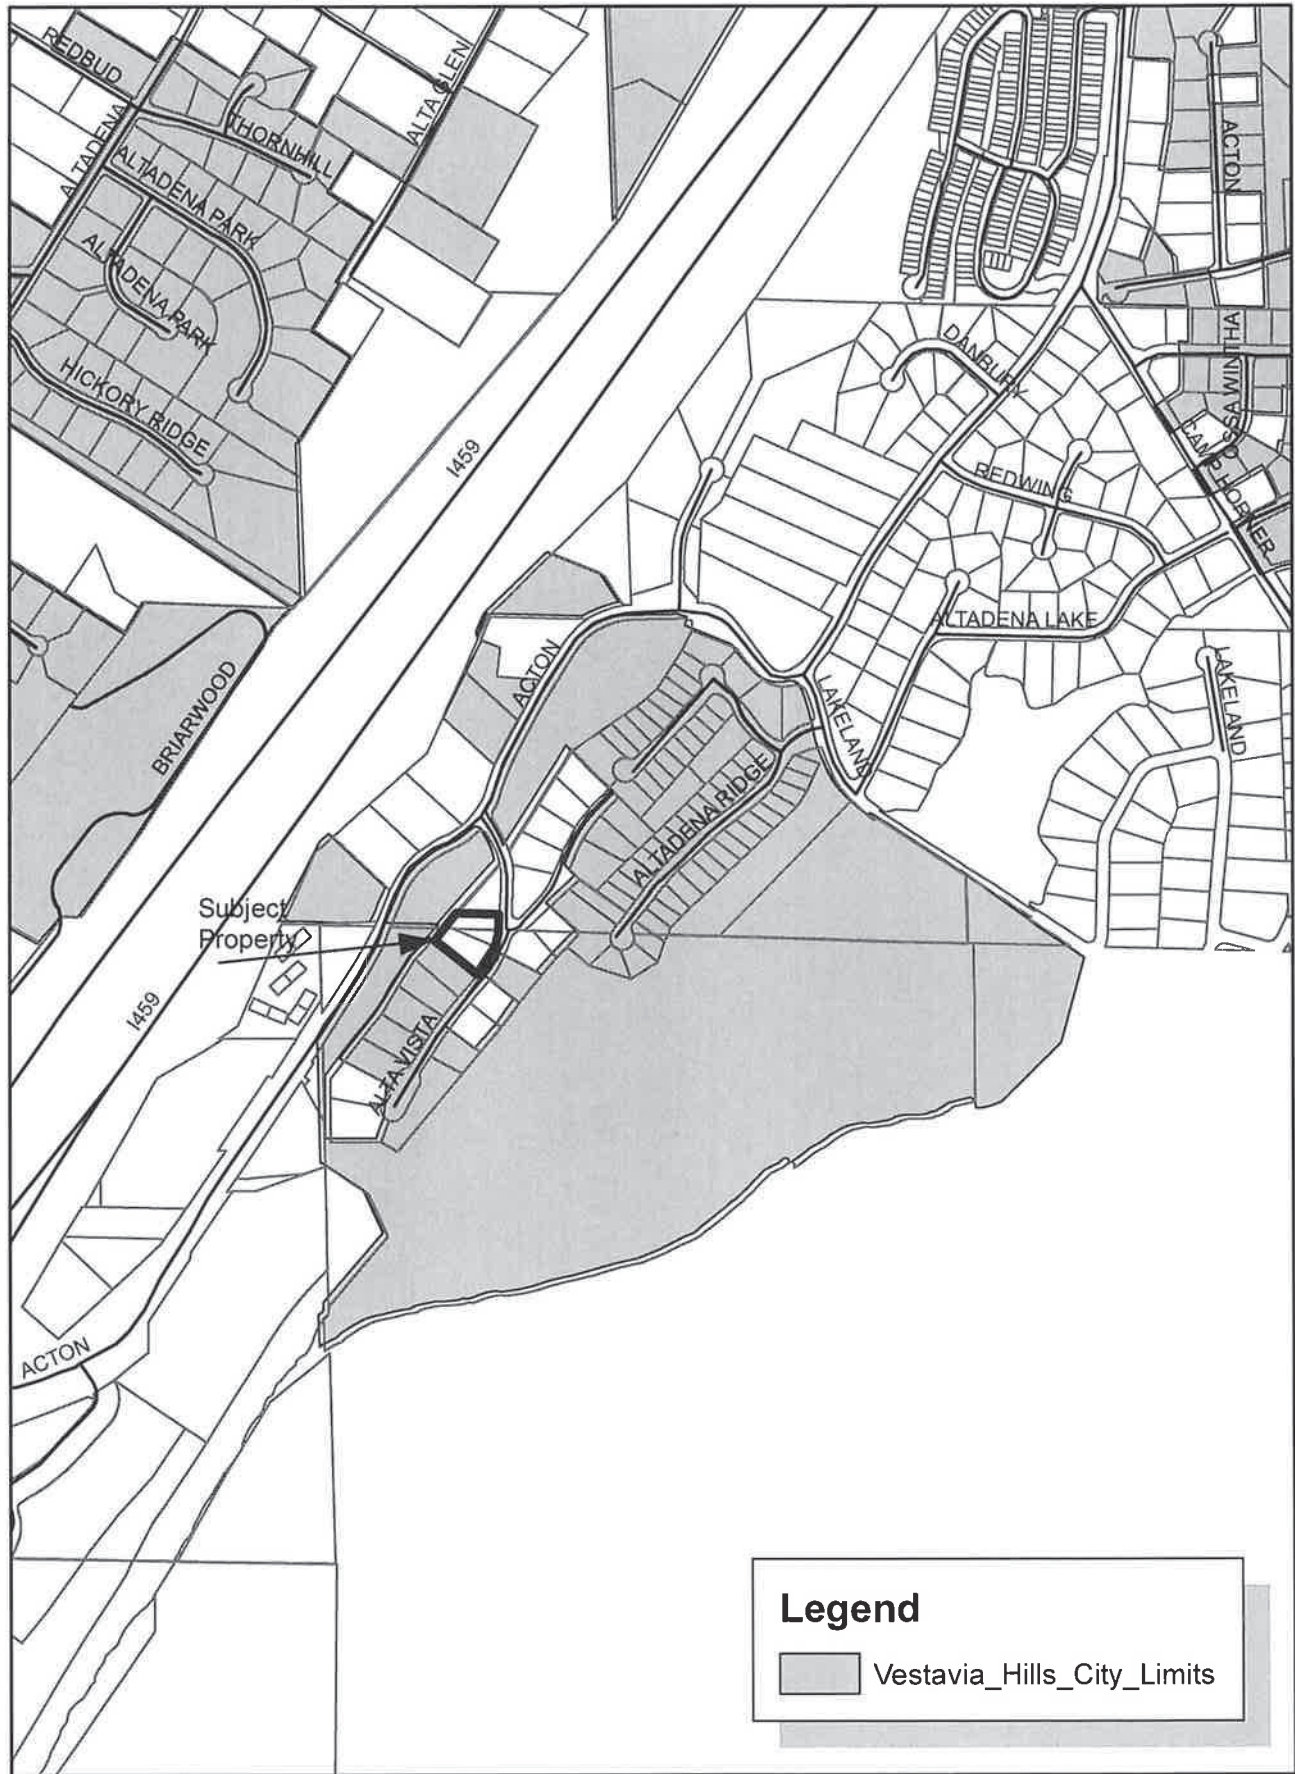 REDBUD
ALTADENA
THORNHILL
ALTA GLEN
ALTADENA PARK
ALTADENA PARK
HICKORY RIDGE
I459
ACTON
DANBURY
REDWING
CAMP HORNER
ALTADENA LAKE
LAKELAND
LAKELAND
ACTON
BRIARWOOD
ALTADENA RIDGE
Subject
Property
I459
ALTA VISTA
ACTON
Legend
Vestavia_Hills_City_Limits